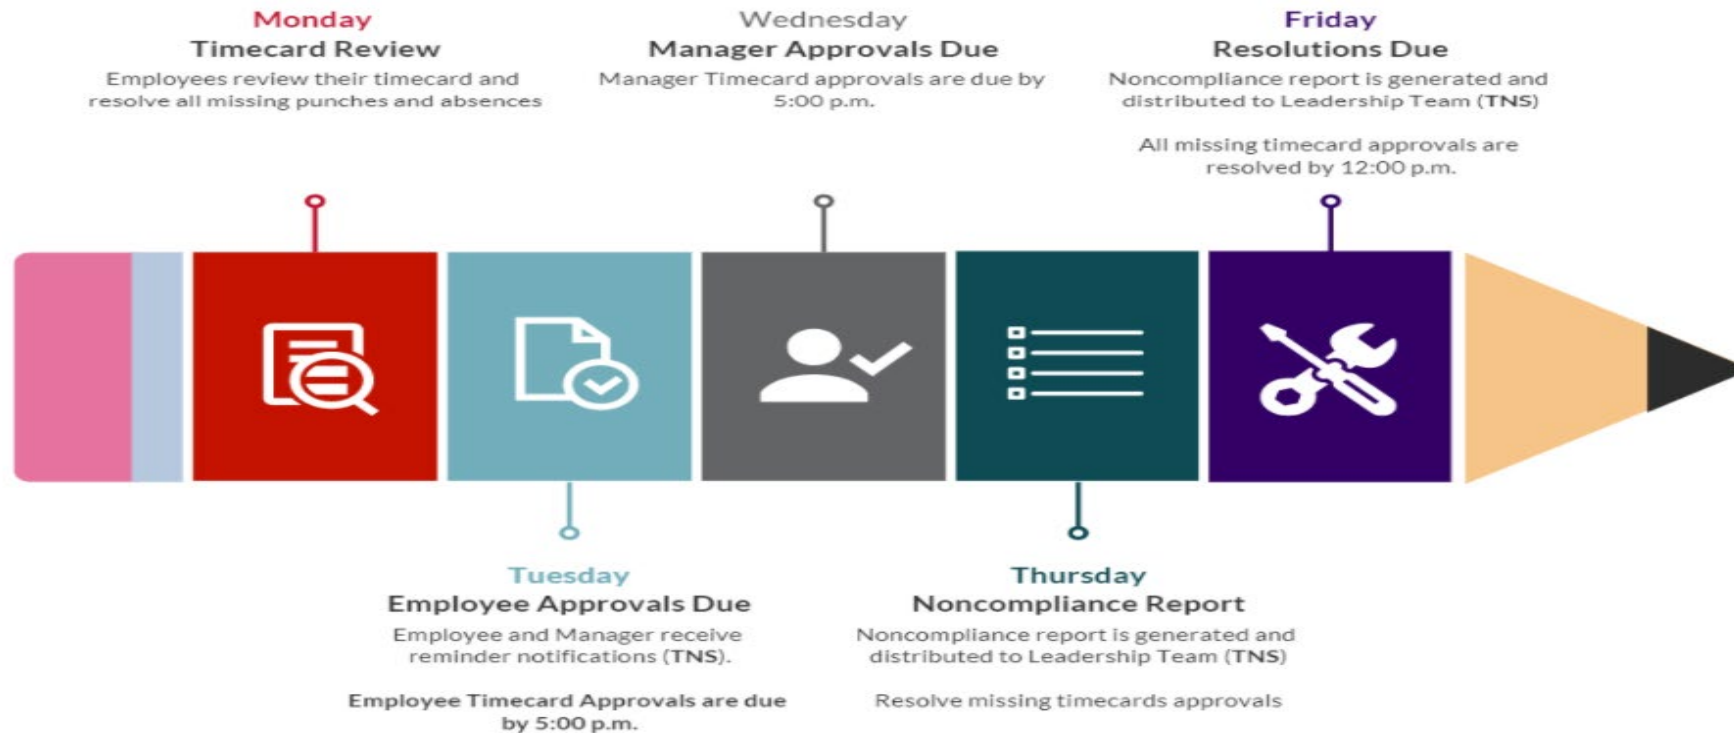 Monday
Timecard Review
Employees review their timecard and
resolve all missing punches and absences
Wednesday
Manager Approvals Due
Manager Timecard approvals are due by
5:00 p.m.
Friday
Resolutions Due
Noncompliance report is generated and
distributed to Leadership Team (TNS)
All missing timecard approvals are
resolved by 12:00 p.m.
Tuesday
Employee Approvals Due
Employee and Manager receive
reminder notifications (TNS).
Employee Timecard Approvals are due
by 5:00 p.m.
Thursday
Noncompliance Report
Noncompliance report is generated and
distributed to Leadership Team (TNS)
Resolve missing timecards approvals